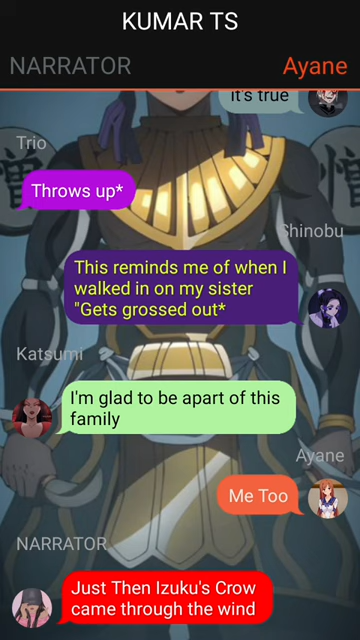 KUMAR TS
NARRATOR
Ayane
it's true
Trio
Throws up*
Shinobu
This reminds me of when I
walked in on my sister
"Gets grossed out*
Katsumi
I'm glad to be apart of this
family
Ayane
Me Too
NARRATOR
Just Then Izuku's Crow
came through the wind